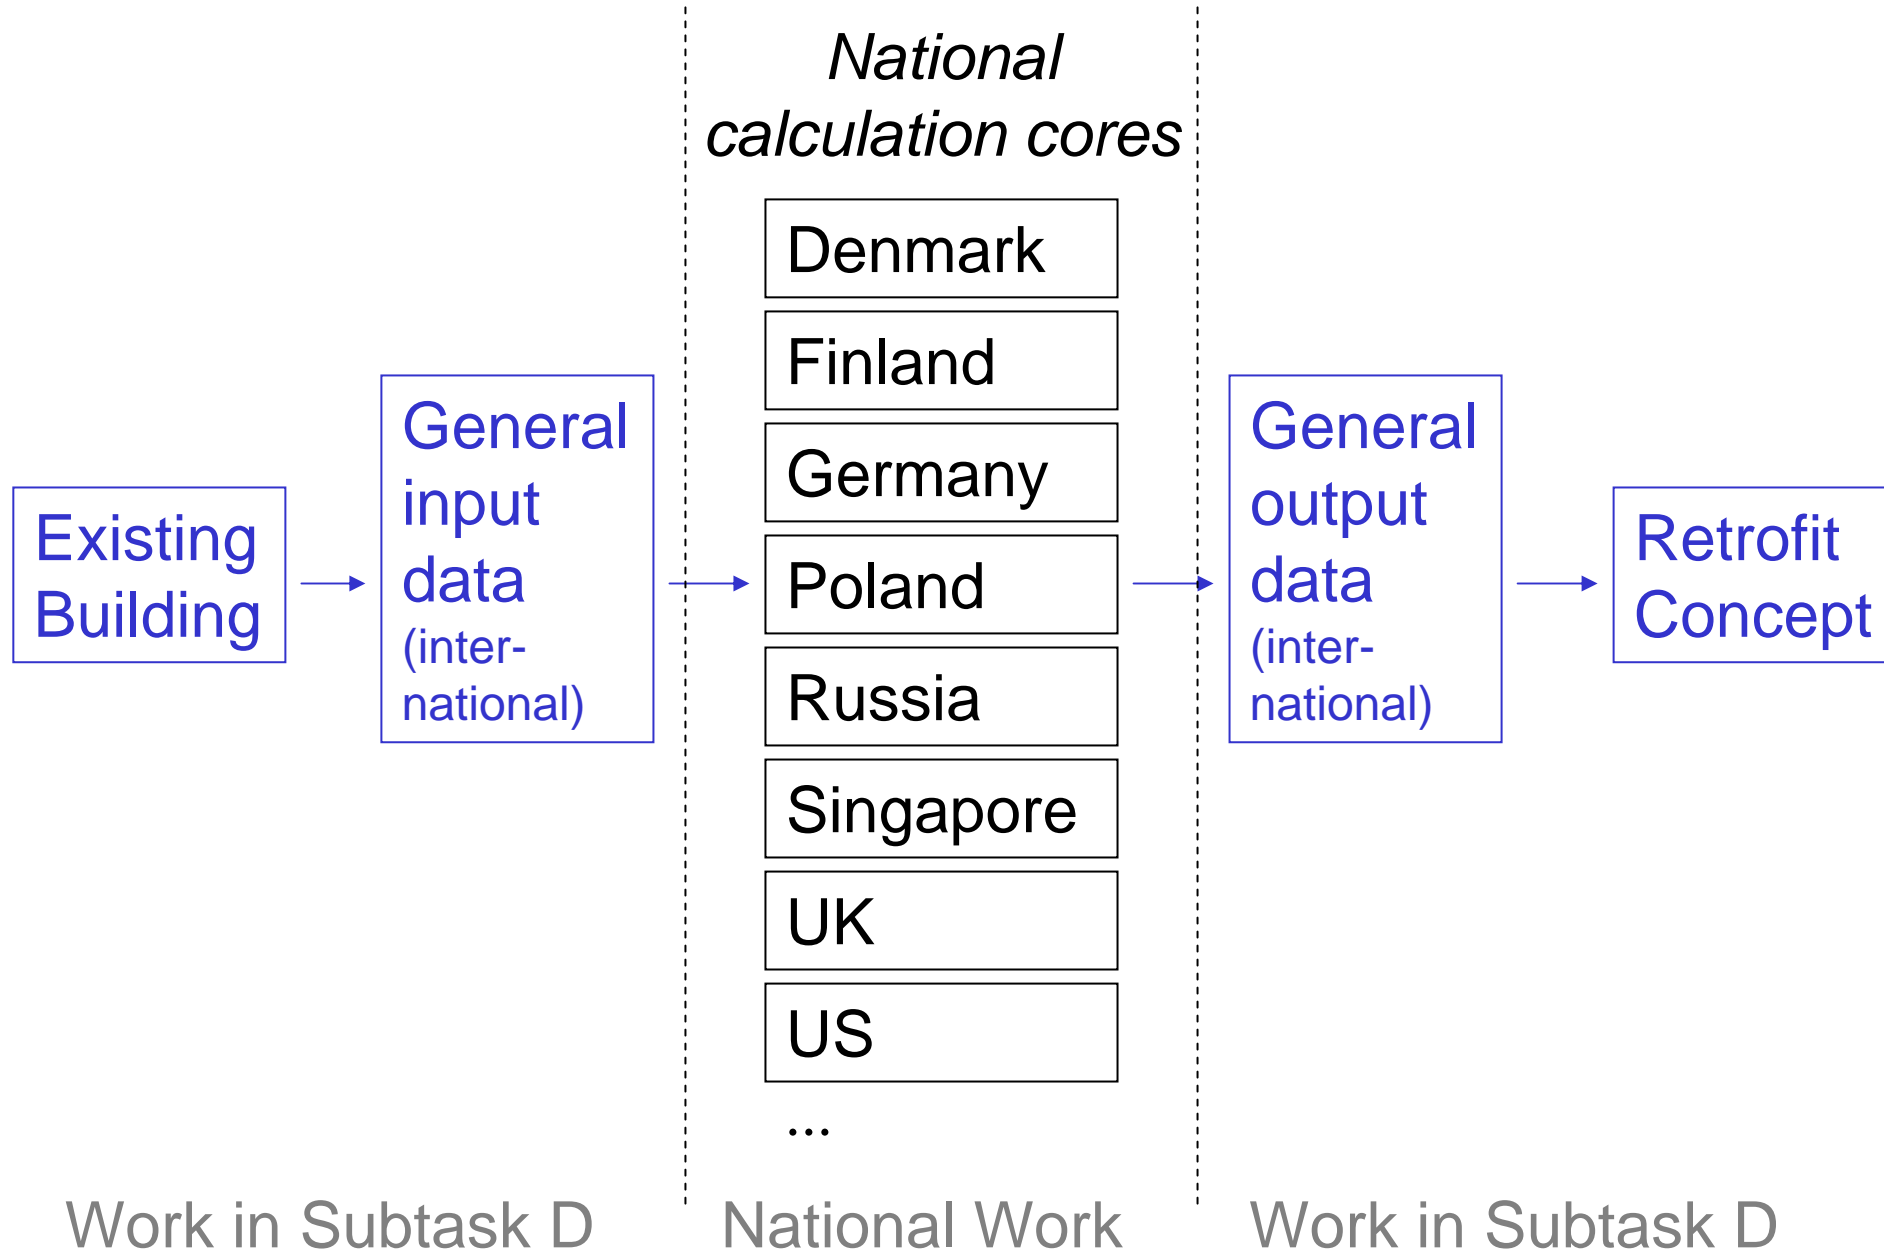 National
calculation cores
Existing
Building
General
input
data
(inter-
national)
Denmark
Finland
Germany
Poland
Russia
Singapore
UK
US
...
General
output
data
(inter-
national)
Retrofit
Concept
Work in Subtask D
National Work
Work in Subtask D